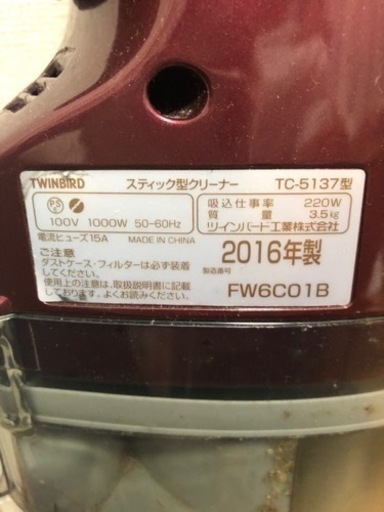 TWINBIRD スティック型クリーナー TC-5137型
PS E 吸込仕事率 220W
100V 1000W 50-60Hz 質量 3.5kg
電流ヒューズ15A MADE IN CHINA ツインバード工業株式会社
ご注意 2016年製
ダストケース・フィルターは必ず装着してください。 製造番号
使用上の注意は、取扱説明書に記載 FW6C01B
しております。よくお読みください。